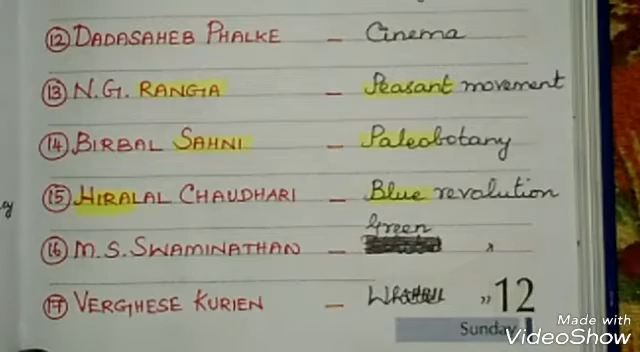 ⑫ DADASAHEB PHALKE – Cinema
⑬ N.G. RANGA – Peasant movement
⑭ BIRBAL SAHNI – Paleobotany
⑮ HIRALAL CHAUDHARI – Blue revolution
Green
⑯ M.S. SWAMINATHAN – "
⑰ VERGHESE KURIEN – "
12
Sunday
Made with
VideoShow